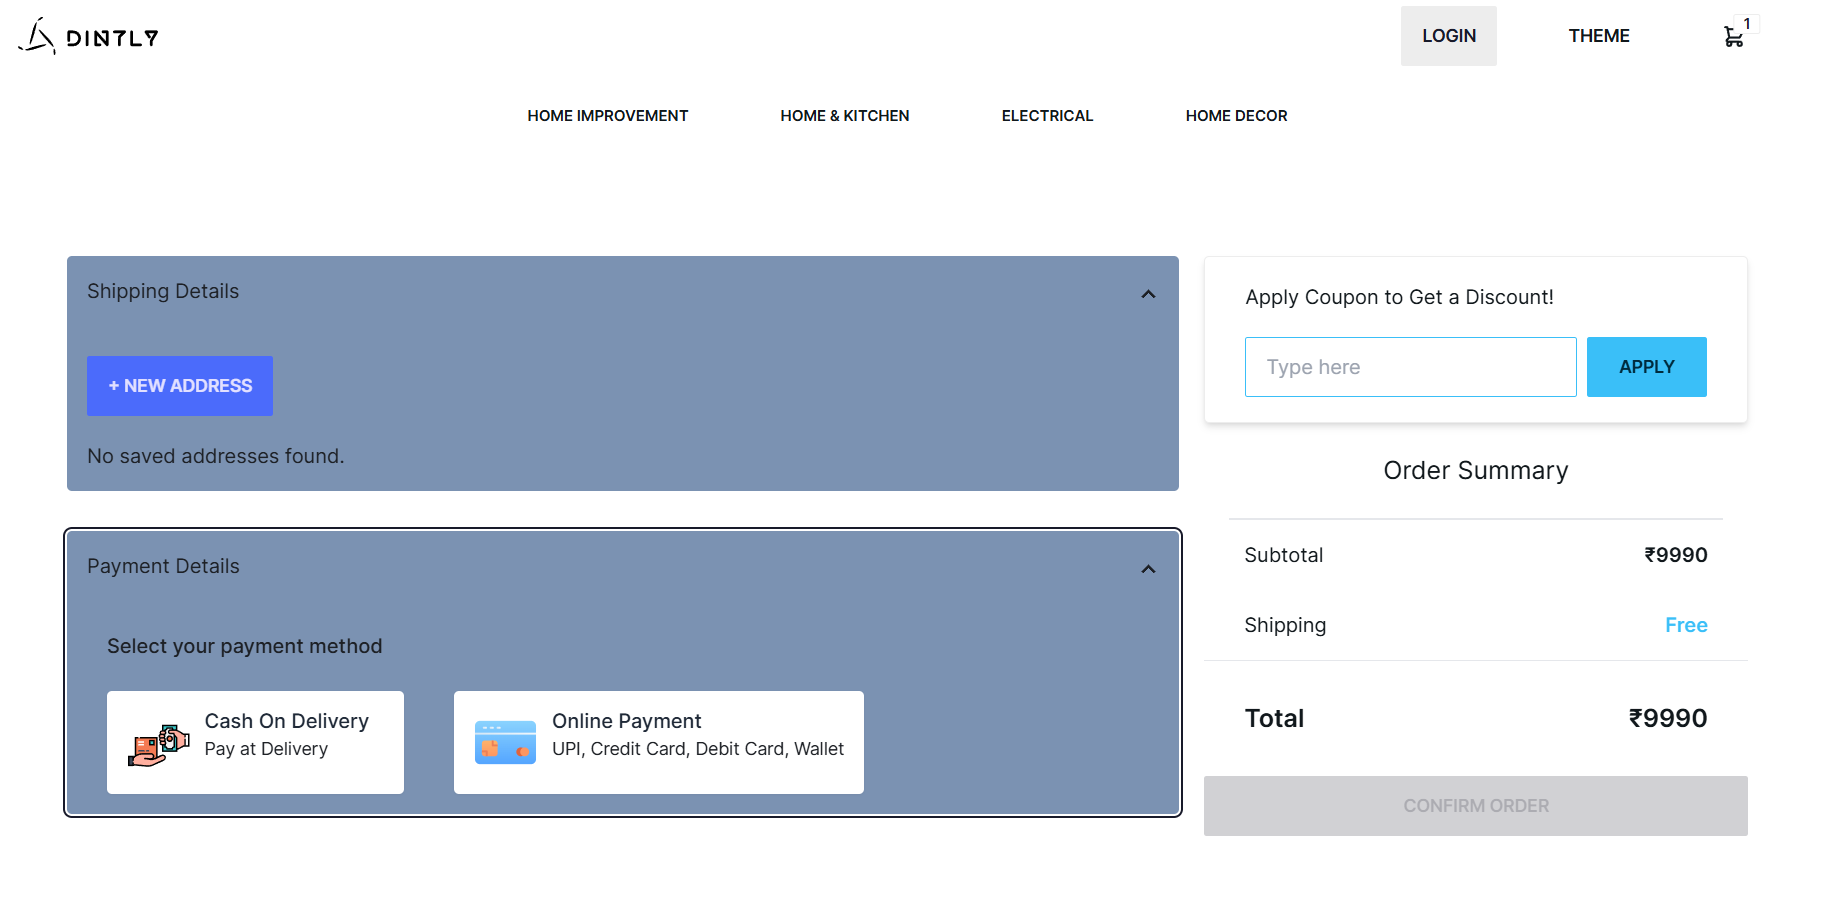 DINTLY
LOGIN
THEME
1
HOME IMPROVEMENT
HOME & KITCHEN
ELECTRICAL
HOME DECOR
Shipping Details
+ NEW ADDRESS
No saved addresses found.
Payment Details
Select your payment method
Cash On Delivery
Pay at Delivery
Online Payment
UPI, Credit Card, Debit Card, Wallet
Apply Coupon to Get a Discount!
Type here
APPLY
Order Summary
Subtotal ₹9990
Shipping Free
Total ₹9990
CONFIRM ORDER